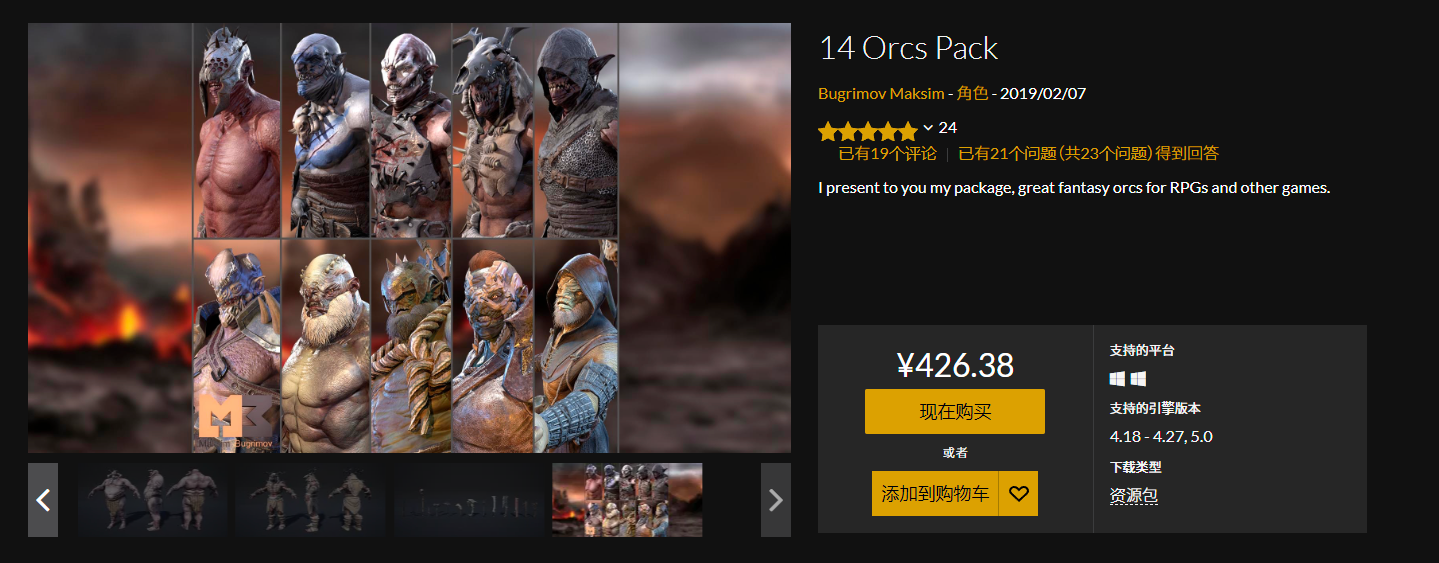 14 Orcs Pack
Bugrimov Maksim - 角色 - 2019/02/07
24
已有19个评论 | 已有21个问题 (共23个问题) 得到回答
I present to you my package, great fantasy orcs for RPGs and other games.
¥426.38
现在购买
或者
添加到购物车
支持的平台
支持的引擎版本
4.18 - 4.27, 5.0
下载类型
资源包
Maksim Bugrimov